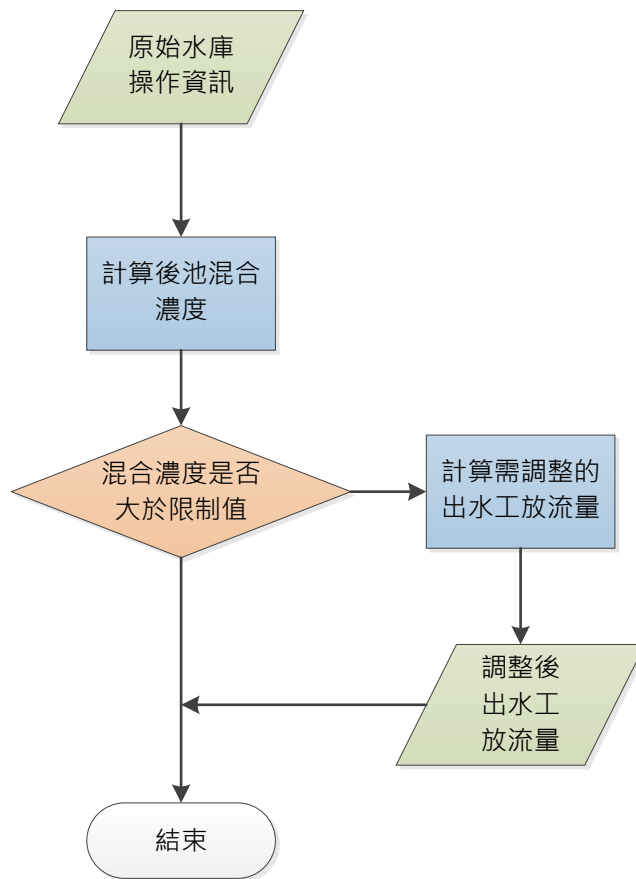 原始水庫
操作資訊
計算後池混合
濃度
混合濃度是否
大於限制值
計算需調整的
出水工放流量
調整後
出水工
放流量
結束